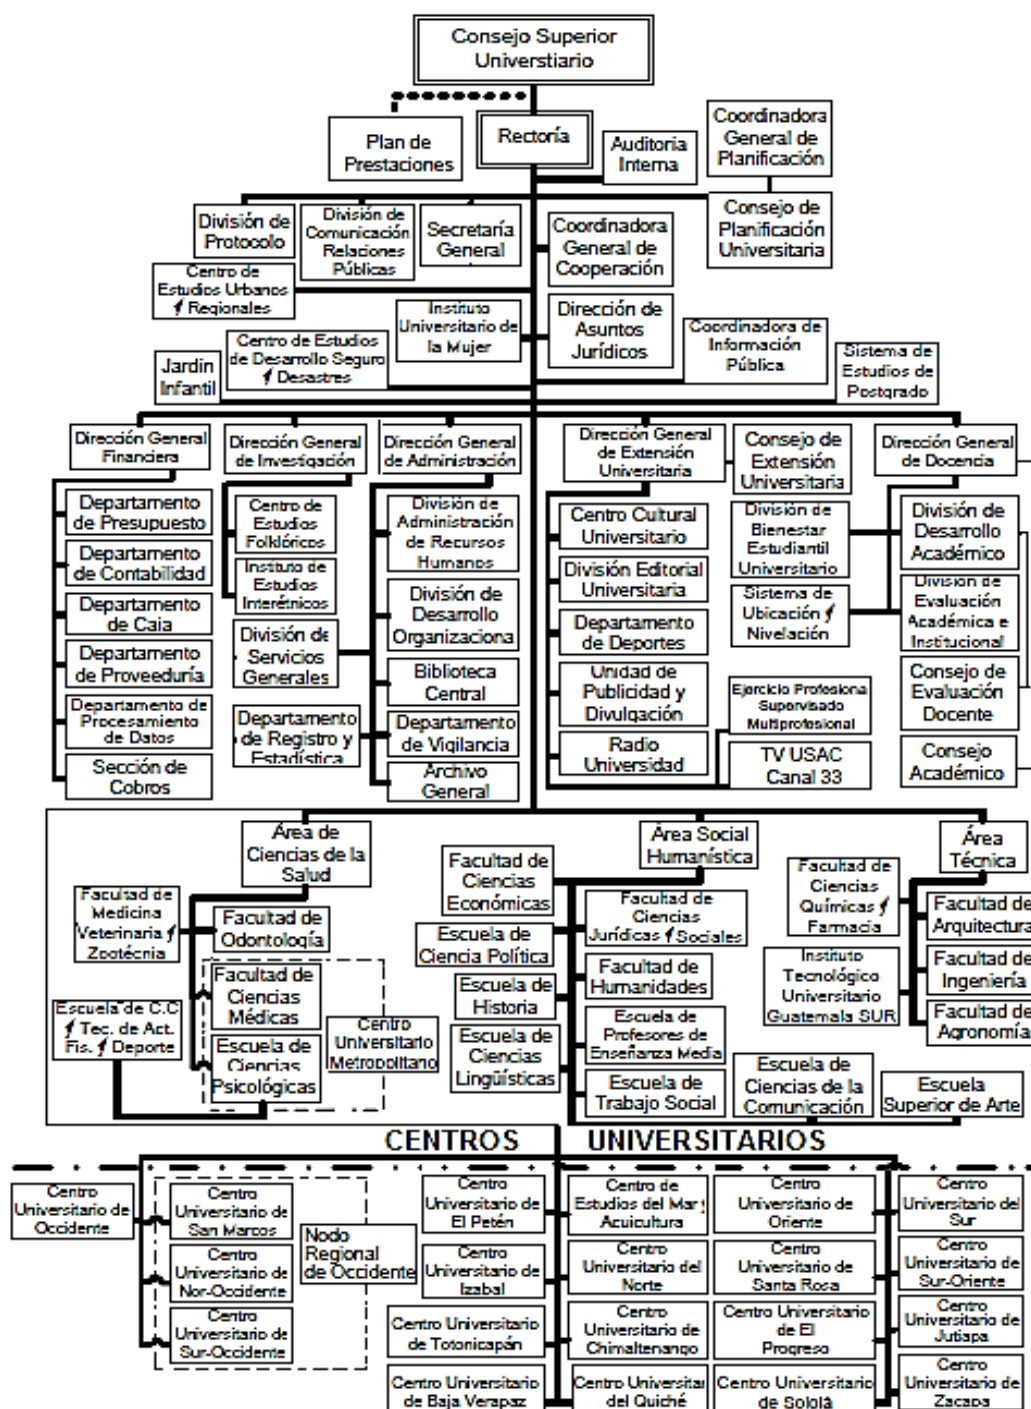 Consejo Superior
Universtiario
Plan de
Prestaciones
Rectoría
Auditoria
Interna
Coordinadora
General de
Planificación
División de
Protocolo
División de
Comunicación
Relaciones
Públicas
Secretaría
General
Coordinadora
General de
Cooperación
Consejo de
Planificación
Universitaria
Centro de
Estudios Urbanos
y Regionales
Instituto
Universitario de
la Mujer
Dirección de
Asuntos
Jurídicos
Centro de Estudios
de Desarrollo Seguro
y Desastres
Coordinadora de
Información
Pública
Jardin
Infantil
Sistema de
Estudios de
Postgrado
Dirección General
Financiera
Dirección General
de Investigación
Dirección General
de Administración
Dirección General
de Extensión
Universitaria
Consejo de
Extensión
Universitaria
Dirección General
de Docencia
Departamento
de Presupuesto
Departamento
de Contabilidad
Departamento
de Caia
Departamento
de Proveeduría
Departamento de
Procesamiento
de Datos
Sección de
Cobros
Centro de
Estudios
Folklóricos
Instituto de
Estudios
Interétnicos
División de
Servicios
Generales
Departamento
de Registro y
Estadística
División de
Administración
de Recursos
Humanos
División de
Desarrollo
Organizaciona
Biblioteca
Central
Departamento
de Vigilancia
Archivo
General
Centro Cultural
Universitario
División Editorial
Universitaria
Departamento
de Deportes
Unidad de
Publicidad y
Divulgación
Radio
Universidad
División de
Bienestar
Estudiantil
Universitario
Sistema de
Ubicación y
Nivelación
Ejercicio Profesiona
Supervisado
Multiprofesional
TV USAC
Canal 33
División de
Desarrollo
Académico
División de
Evaluación
Académica e
Institucional
Consejo de
Evaluación
Docente
Consejo
Académico
Área de
Ciencias de la
Salud
Área Social
Humanística
Área
Técnica
Facultad de
Medicina
Veterinaria y
Zootécnia
Facultad de
Odontología
Facultad de
Ciencias
Médicas
Escuela de C.C
y Tec. de Act.
Fis. y Deporte
Escuela de
Ciencias
Psicológicas
Centro
Universitario
Metropolitano
Facultad de
Ciencias
Económicas
Escuela de
Ciencia Política
Escuela de
Historia
Escuela de
Ciencias
Lingüísticas
Facultad de
Ciencias
Jurídicas y Sociales
Facultad de
Humanidades
Escuela de
Profesores de
Enseñanza Media
Escuela de
Trabajo Social
Escuela de
Ciencias de la
Comunicación
Escuela
Superior de Arte
Facultad de
Ciencias
Químicas y
Farmacia
Instituto
Tecnológico
Universitario
Guatemala SUR
Facultad de
Arquitectura
Facultad de
Ingeniería
Facultad de
Agronomía
CENTROS UNIVERSITARIOS
Centro
Universitario de
Occidente
Centro
Universitario de
San Marcos
Centro
Universitario de
Nor-Occidente
Centro
Universitario de
Sur-Occidente
Nodo
Regional
de Occidente
Centro
Universitario de
El Petén
Centro
Universitario de
Izabal
Centro Universitario
de Totonicapán
Centro Universitario
de Baja Verapaz
Centro de
Estudios del Mar y
Acuicultura
Centro
Universitario del
Norte
Centro
Universitario de
Chimaltenango
Centro Universitar
del Quiché
Centro
Universitario de
Oriente
Centro
Universitario de
Santa Rosa
Centro Universitario
de El
Progreso
Centro Universitario
de Sololá
Centro
Universitario del
Sur
Centro
Universitario de
Sur-Oriente
Centro
Universitario de
Jutiapa
Centro
Universitario de
Zacapa